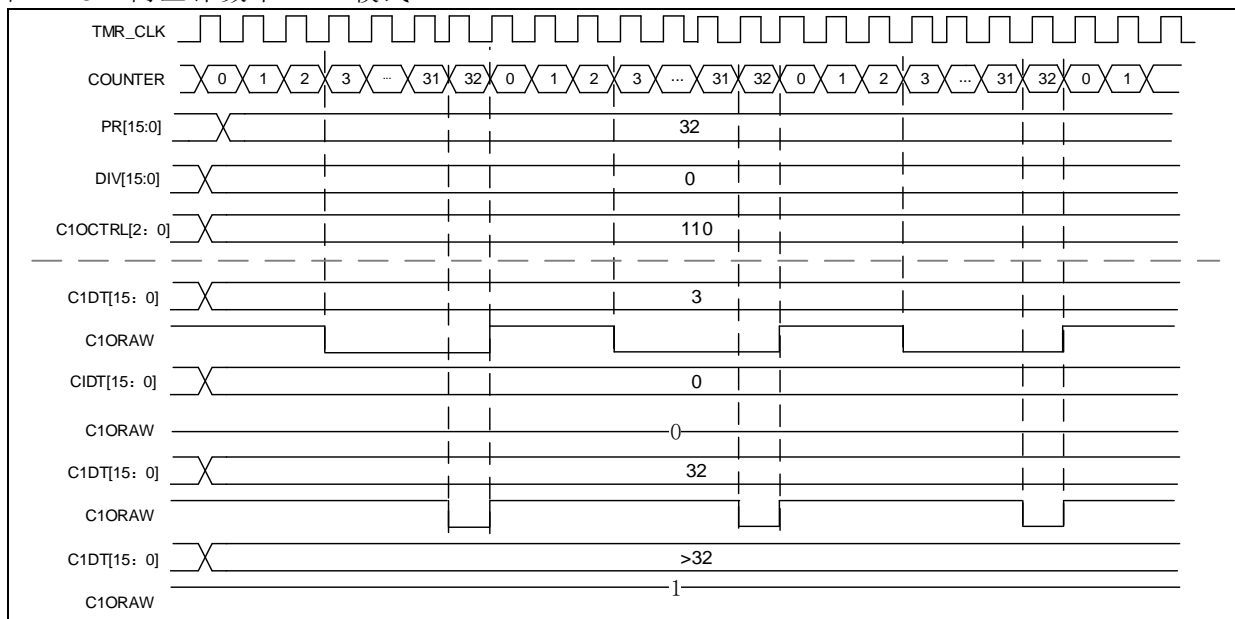 TMR_CLK
COUNTER 0 1 2 3 ... 31 32 0 1 2 3 ... 31 32 0 1 2 3 ... 31 32 0 1
PR[15:0] 32
DIV[15:0] 0
C1OCTRL[2：0] 110
C1DT[15：0] 3
C1ORAW
CIDT[15：0] 0
C1ORAW 0
C1DT[15：0] 32
C1ORAW
C1DT[15：0] >32
C1ORAW 1